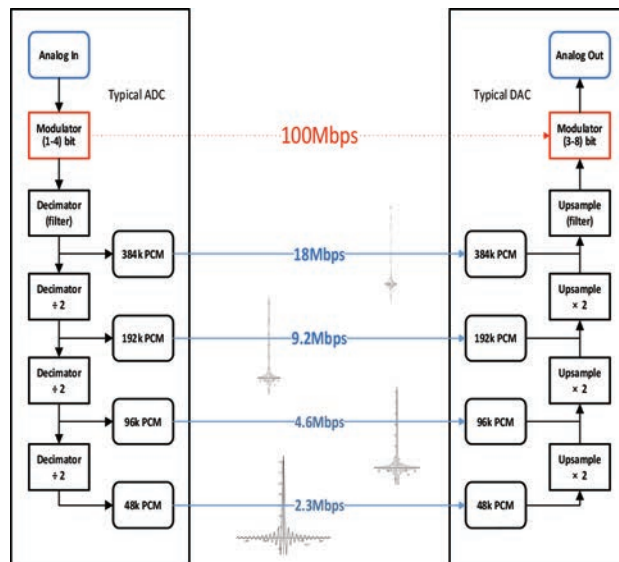 Analog In
Typical ADC
Modulator
(1-4) bit
Decimator
(filter)
384k PCM
Decimator
÷ 2
192k PCM
Decimator
÷ 2
96k PCM
Decimator
÷ 2
48k PCM
100Mbps
18Mbps
9.2Mbps
4.6Mbps
2.3Mbps
Analog Out
Typical DAC
Modulator
(3-8) bit
Upsample
(filter)
384k PCM
Upsample
× 2
192k PCM
Upsample
× 2
96k PCM
Upsample
× 2
48k PCM